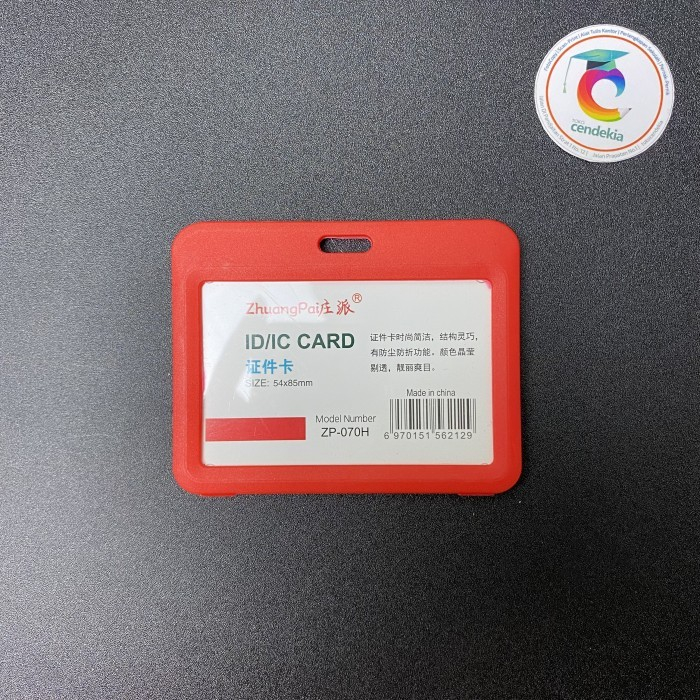 TOKO
cendekia
ZhuangPai庄派®
ID/IC CARD
证件卡
SIZE: 54x85mm
证件卡时尚简洁，结构灵巧，
有防尘防折功能。颜色晶莹
剔透，靓丽爽目。
Made in china
Model Number
ZP-070H
6 970151 562129